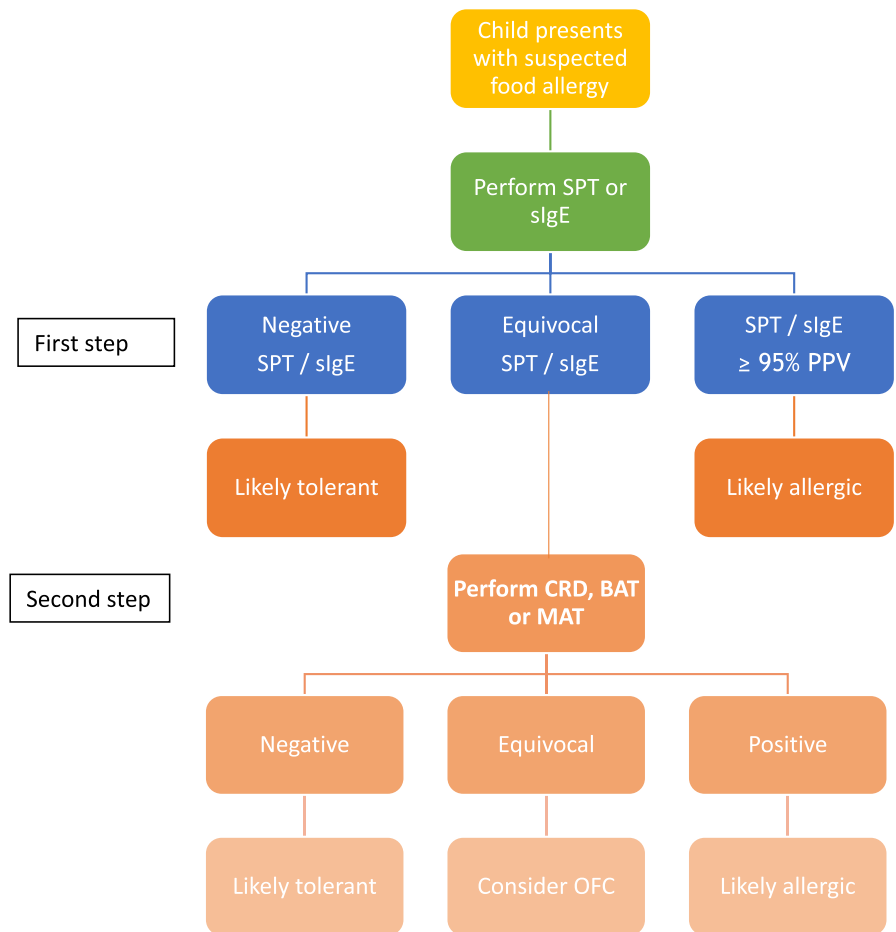 Child presents
with suspected
food allergy
Perform SPT or
sIgE
First step
Negative
SPT / sIgE
Equivocal
SPT / sIgE
SPT / sIgE
≥ 95% PPV
Likely tolerant
Likely allergic
Second step
Perform CRD, BAT
or MAT
Negative
Equivocal
Positive
Likely tolerant
Consider OFC
Likely allergic